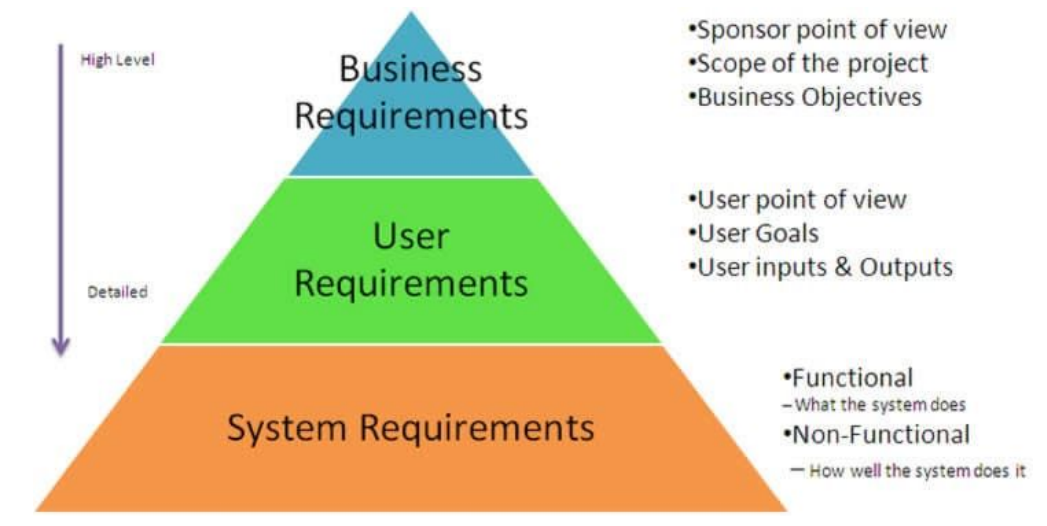 High Level
Detailed
Business
Requirements
•Sponsor point of view
•Scope of the project
•Business Objectives
User
Requirements
•User point of view
•User Goals
•User inputs & Outputs
System Requirements
•Functional
–What the system does
•Non-Functional
— How well the system does it